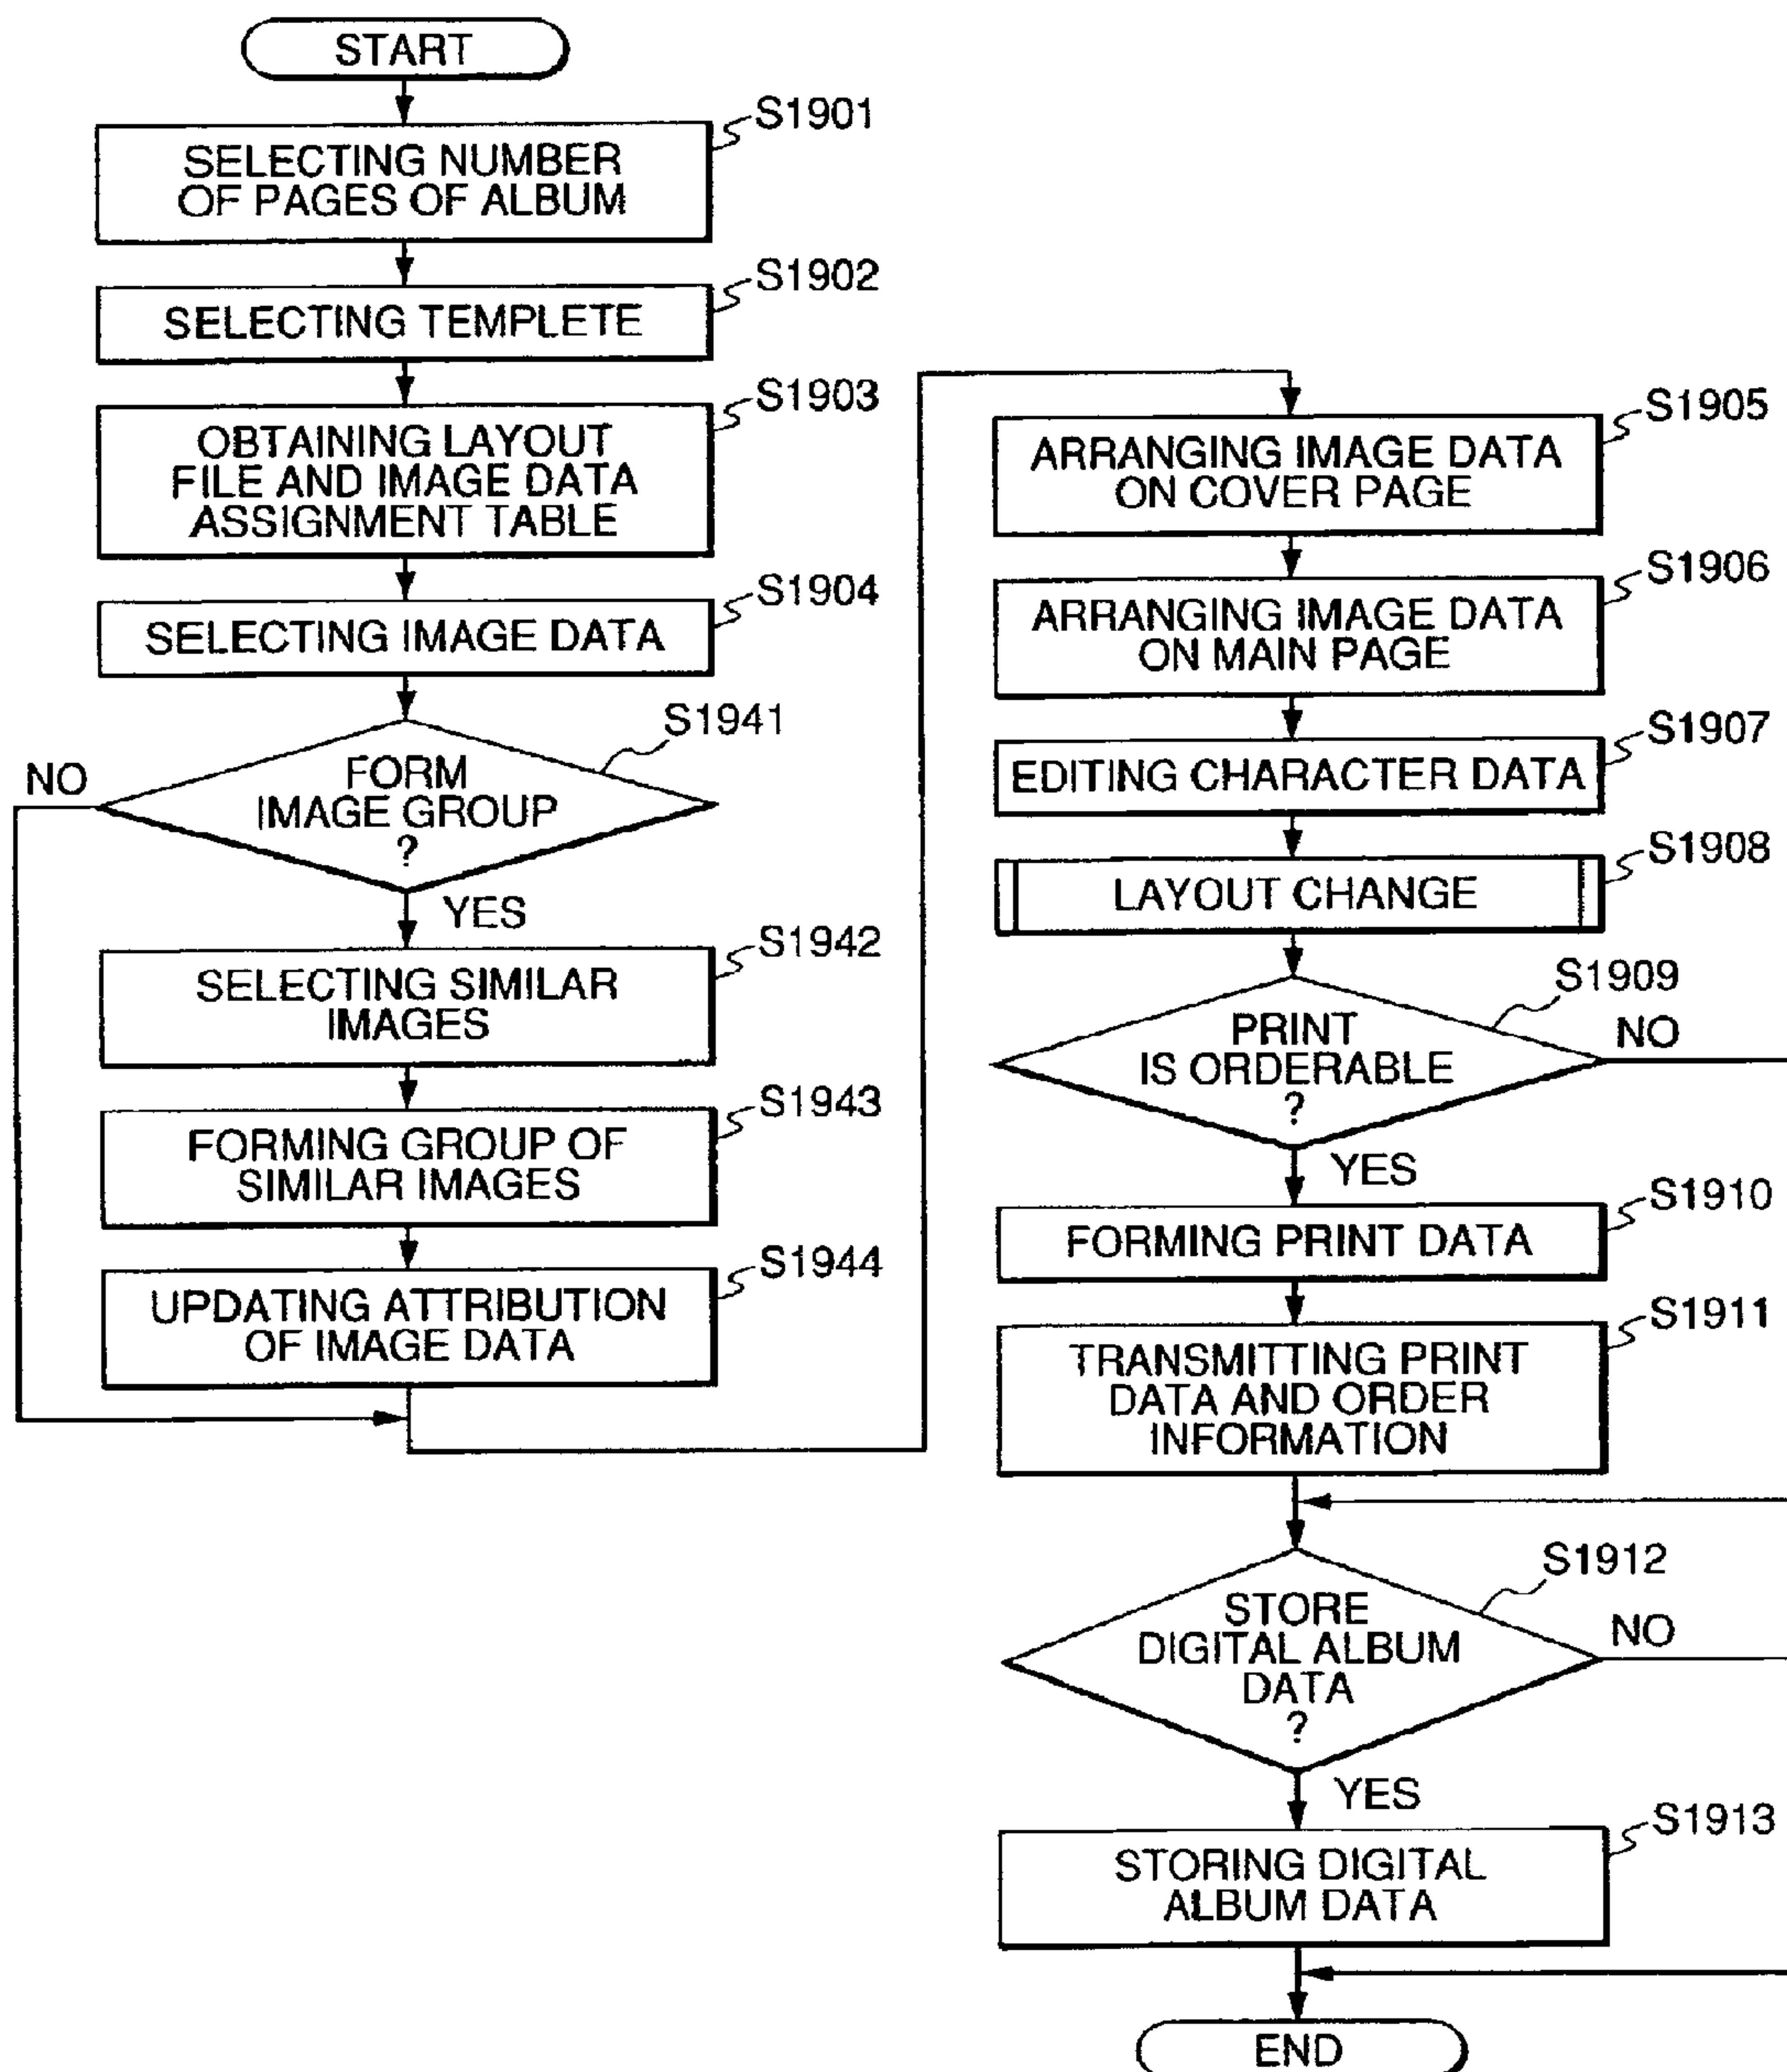 START
S1901
SELECTING NUMBER
OF PAGES OF ALBUM
S1902
SELECTING TEMPLETE
S1903
OBTAINING LAYOUT
FILE AND IMAGE DATA
ASSIGNMENT TABLE
S1904
SELECTING IMAGE DATA
S1941
NO
FORM
IMAGE GROUP
?
YES
S1942
SELECTING SIMILAR
IMAGES
S1943
FORMING GROUP OF
SIMILAR IMAGES
S1944
UPDATING ATTRIBUTION
OF IMAGE DATA
S1905
ARRANGING IMAGE DATA
ON COVER PAGE
S1906
ARRANGING IMAGE DATA
ON MAIN PAGE
S1907
EDITING CHARACTER DATA
S1908
LAYOUT CHANGE
S1909
PRINT
IS ORDERABLE
?
NO
YES
S1910
FORMING PRINT DATA
S1911
TRANSMITTING PRINT
DATA AND ORDER
INFORMATION
S1912
STORE
DIGITAL ALBUM
DATA
?
NO
YES
S1913
STORING DIGITAL
ALBUM DATA
END